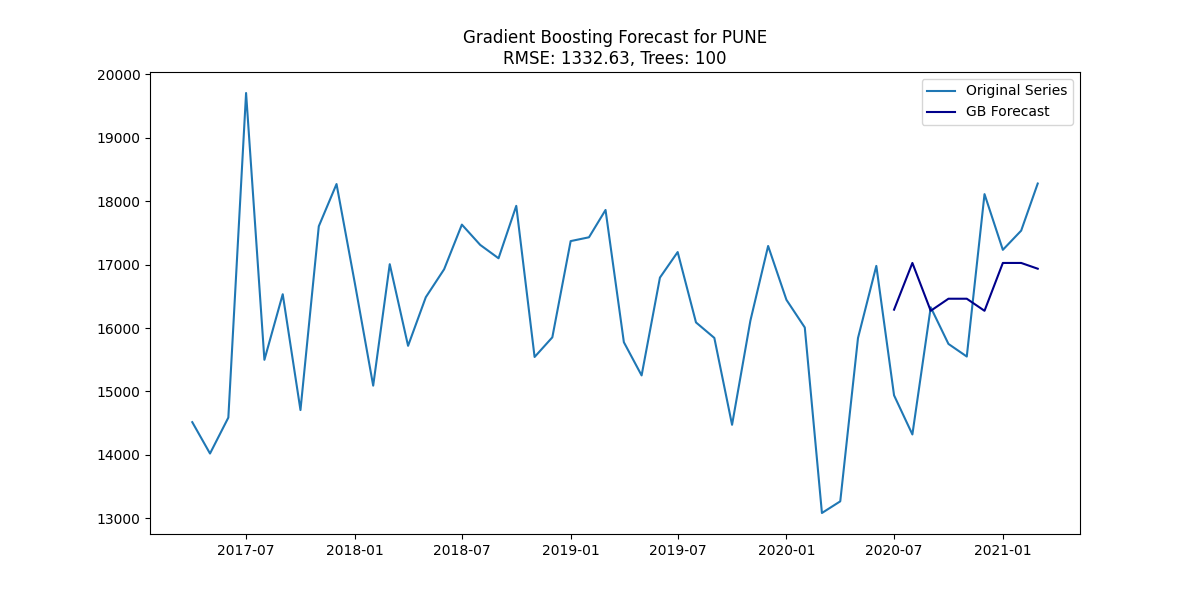 Gradient Boosting Forecast for PUNE
RMSE: 1332.63, Trees: 100
Original Series
GB Forecast
20000
19000
18000
17000
16000
15000
14000
13000
2017-07 2018-01 2018-07 2019-01 2019-07 2020-01 2020-07 2021-01